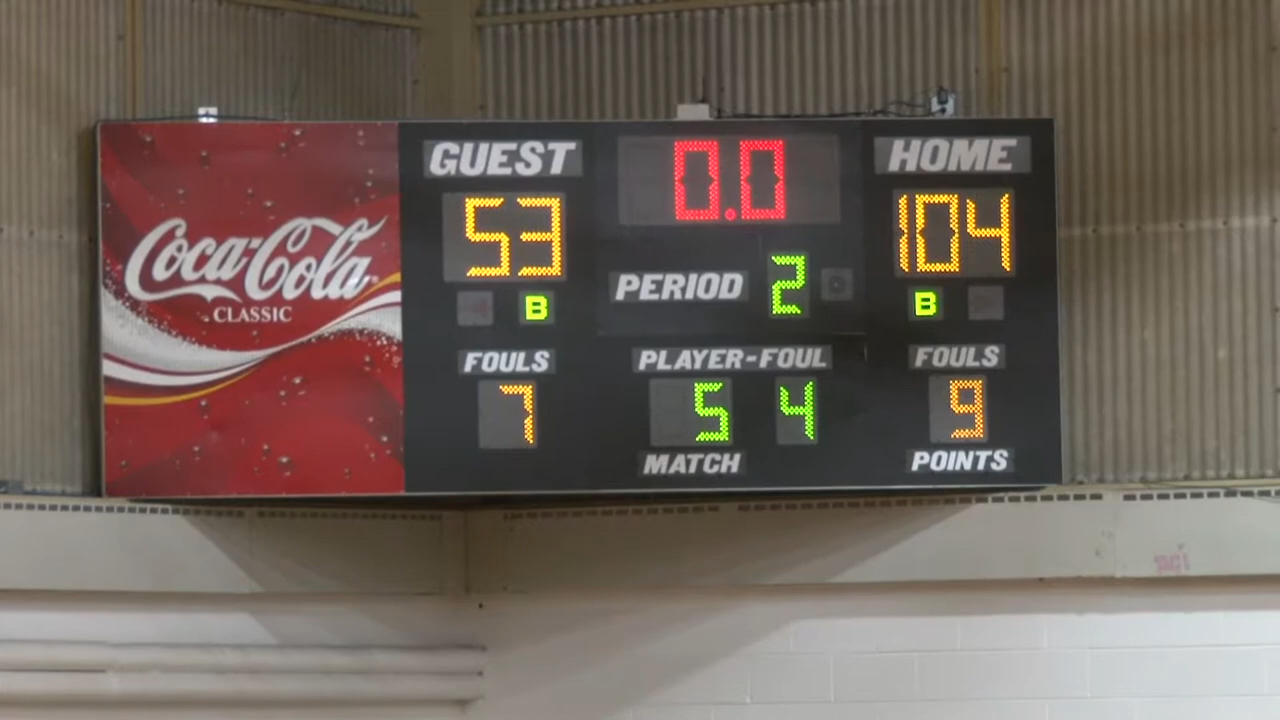 Coca-Cola
CLASSIC
GUEST
0.0
HOME
53
104
PERIOD 2
B
B
FOULS
PLAYER-FOUL
FOULS
7
5 4
9
MATCH
POINTS